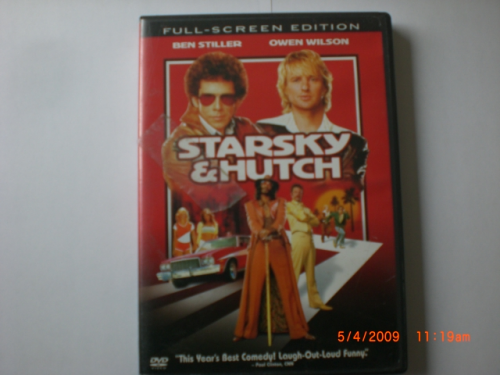 FULL-SCREEN EDITION
BEN STILLER OWEN WILSON
STARSKY
& HUTCH
DVD "This Year's Best Comedy! Laugh-Out-Loud Funny."
5/4/2009 11:19am